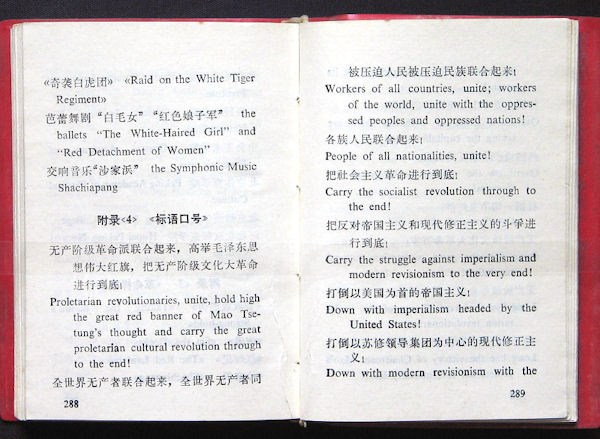 《奇袭白虎团》 《Raid on the White Tiger
Regiment》
芭蕾舞剧 “白毛女” “红色娘子军” the
ballets “The White-Haired Girl” and
“Red Detachment of Women”
交响音乐“沙家浜” the Symphonic Music
Shachiapang
附录<4> 《标语口号》
无产阶级革命派联合起来，高举毛泽东思
想伟大红旗，把无产阶级文化大革命
进行到底！
Proletarian revolutionaries, unite, hold high
the great red banner of Mao Tse-
tung's thought and carry the great
proletarian cultural revolution through
to the end!
全世界无产者联合起来，全世界无产者同
288
被压迫人民被压迫民族联合起来！
Workers of all countries, unite; workers
of the world, unite with the oppres-
sed peoples and oppressed nations!
各族人民联合起来！
People of all nationalities, unite!
把社会主义革命进行到底！
Carry the socialist revolution through to
the end!
把反对帝国主义和现代修正主义的斗争进
行到底！
Carry the struggle against imperialism and
modern revisionism to the very end!
打倒以美国为首的帝国主义！
Down with imperialism headed by the
United States!
打倒以苏修领导集团为中心的现代修正主
义！
Down with modern revisionism with the
289